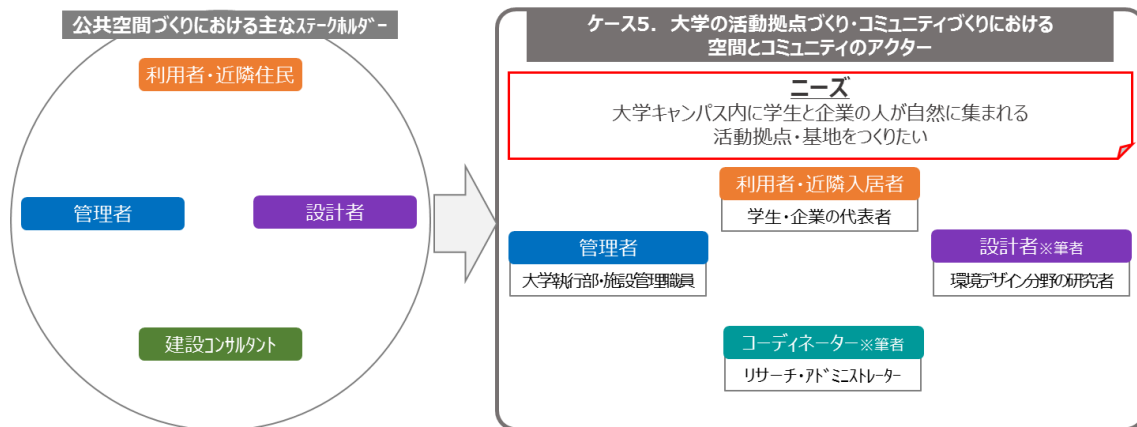 公共空間づくりにおける主なｽﾃｰｸﾎﾙﾀﾞｰ
利用者・近隣住民
管理者
設計者
建設ｺﾝｻﾙﾀﾝﾄ
ケース5．大学の活動拠点づくり・コミュニティづくりにおける
空間とコミュニティのアクター
ニーズ
大学キャンパス内に学生と企業の人が自然に集まれる
活動拠点・基地をつくりたい
利用者・近隣入居者
学生・企業の代表者
管理者
大学執行部・施設管理職員
設計者※筆者
環境デザイン分野の研究者
コーディネーター※筆者
リサーチ・アドミニストレーター